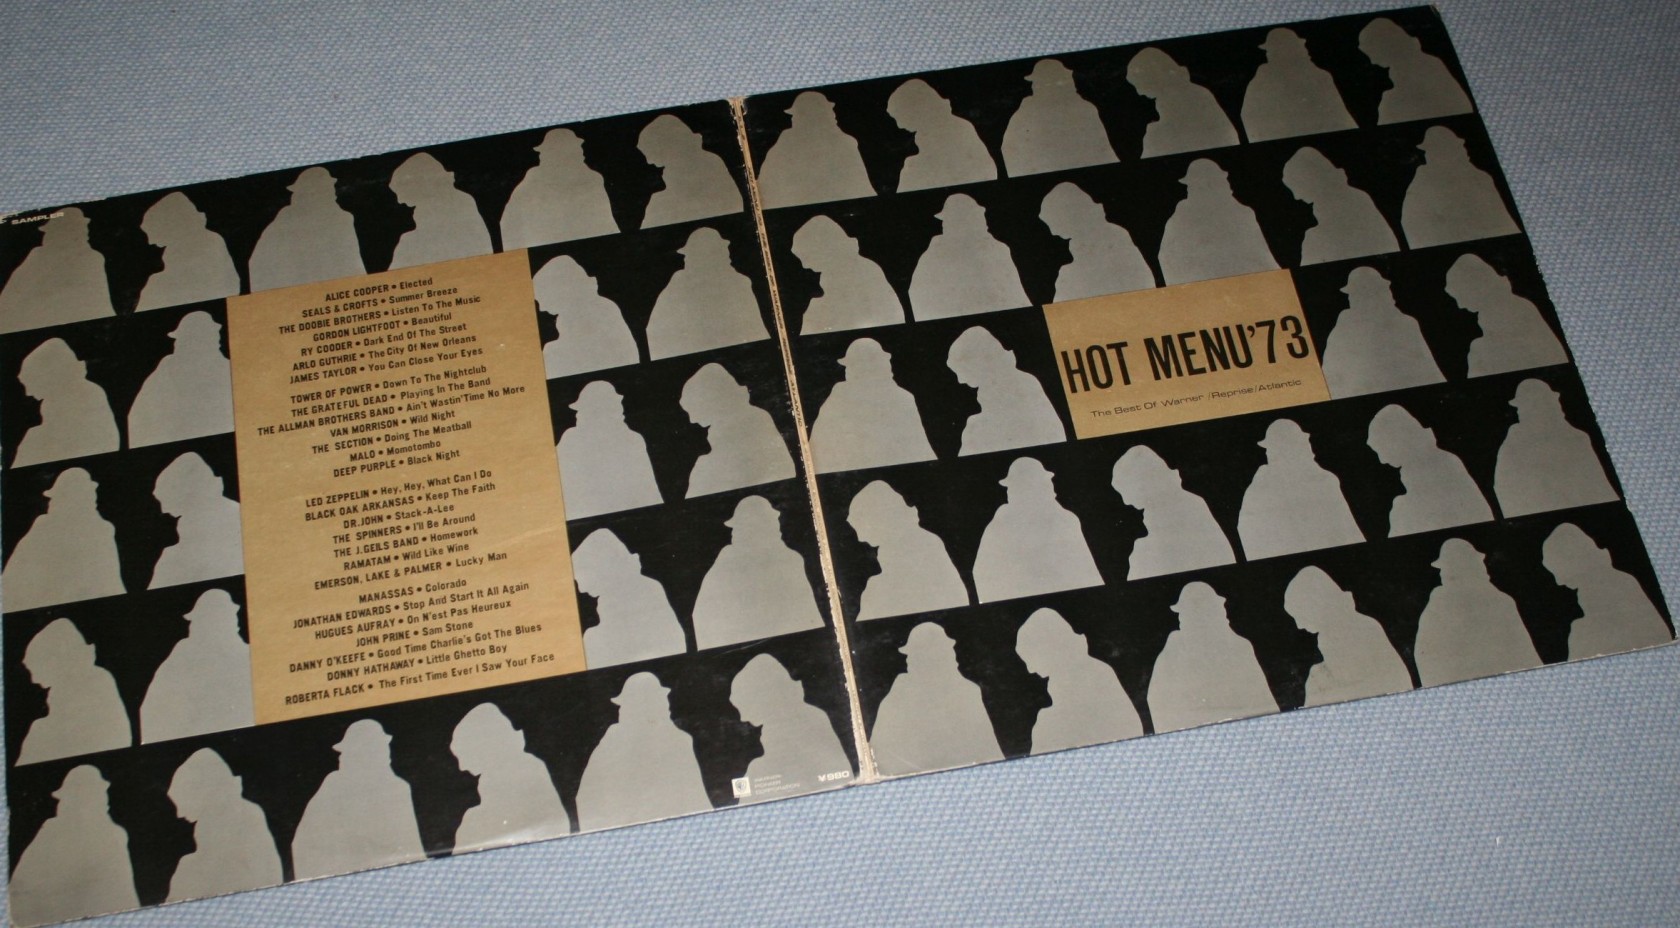 SAMPLER
ALICE COOPER • Elected
SEALS & CROFTS • Summer Breeze
THE DOOBIE BROTHERS • Listen To The Music
GORDON LIGHTFOOT • Beautiful
RY COODER • Dark End Of The Street
ARLO GUTHRIE • The City Of New Orleans
JAMES TAYLOR • You Can Close Your Eyes
TOWER OF POWER • Down To The Nightclub
THE GRATEFUL DEAD • Playing In The Band
THE ALLMAN BROTHERS BAND • Ain't Wastin' Time No More
VAN MORRISON • Wild Night
THE SECTION • Doing The Meatball
MALO • Momotombo
DEEP PURPLE • Black Night
LED ZEPPELIN • Hey, Hey, What Can I Do
BLACK OAK ARKANSAS • Keep The Faith
DR.JOHN • Stack-A-Lee
THE SPINNERS • I'll Be Around
THE J.GEILS BAND • Homework
RAMATAM • Wild Like Wine
EMERSON, LAKE & PALMER • Lucky Man
MANASSAS • Colorado
JONATHAN EDWARDS • Stop And Start It All Again
HUGUES AUFRAY • On N'est Pas Heureux
JOHN PRINE • Sam Stone
DANNY O'KEEFE • Good Time Charlie's Got The Blues
DONNY HATHAWAY • Little Ghetto Boy
ROBERTA FLACK • The First Time Ever I Saw Your Face
¥980
HOT MENU'73
The Best Of Warner/Reprise/Atlantic